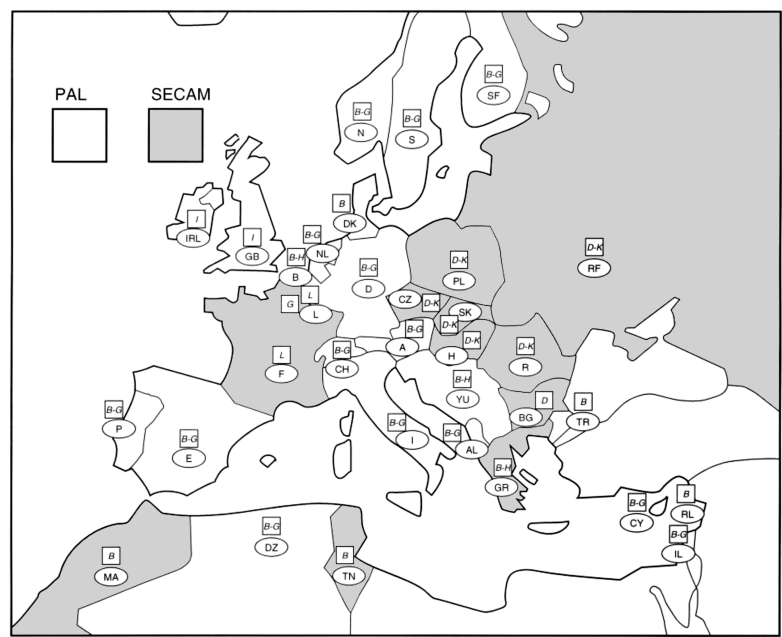 PAL SECAM
B-G
SF
B-G
N
B-G
S
B
DK
I
IRL
I
GB
B-G
NL
B-H
B
B-G
D
D-K
PL
D-K
RF
G
L
L
CZ
D-K
SK
D-K
B-G
A
D-K
H
D-K
R
L
F
B-G
CH
B-H
YU
D
BG
B
TR
B-G
P
B-G
E
B-G
I
B-G
AL
B-H
GR
B-G
CY
B
RL
B-G
IL
B-G
DZ
B
MA
B
TN